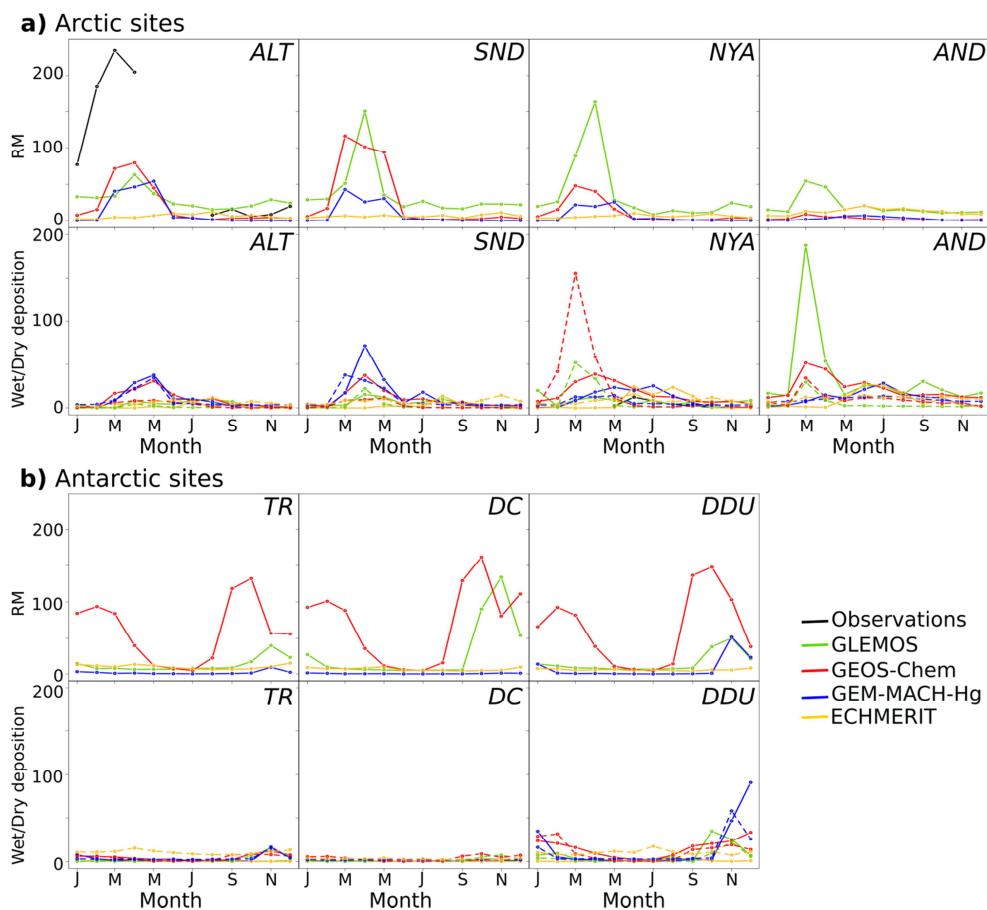 a) Arctic sites
ALT SND NYA AND
200
100
0
RM
ALT SND NYA AND
200
100
0
Wet/Dry deposition
J M M J S N J M M J S N J M M J S N J M M J S N
Month Month Month Month
b) Antarctic sites
TR DC DDU
200
100
0
RM
TR DC DDU
200
100
0
Wet/Dry deposition
J M M J S N J M M J S N J M M J S N
Month Month Month
Observations
GLEMOS
GEOS-Chem
GEM-MACH-Hg
ECHMERIT